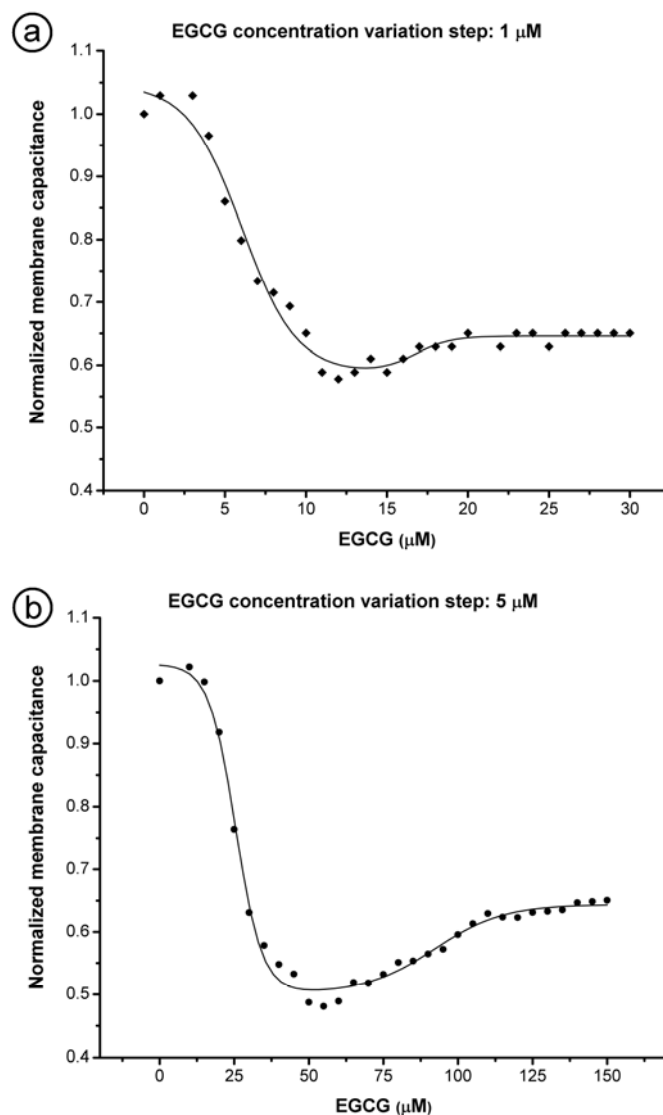 a
EGCG concentration variation step: 1 μM
1.1
1.0
0.9
0.8
0.7
0.6
0.5
0.4
Normalized membrane capacitance
0 5 10 15 20 25 30
EGCG (μM)
b
EGCG concentration variation step: 5 μM
1.1
1.0
0.9
0.8
0.7
0.6
0.5
0.4
Normalized membrane capacitance
0 25 50 75 100 125 150
EGCG (μM)